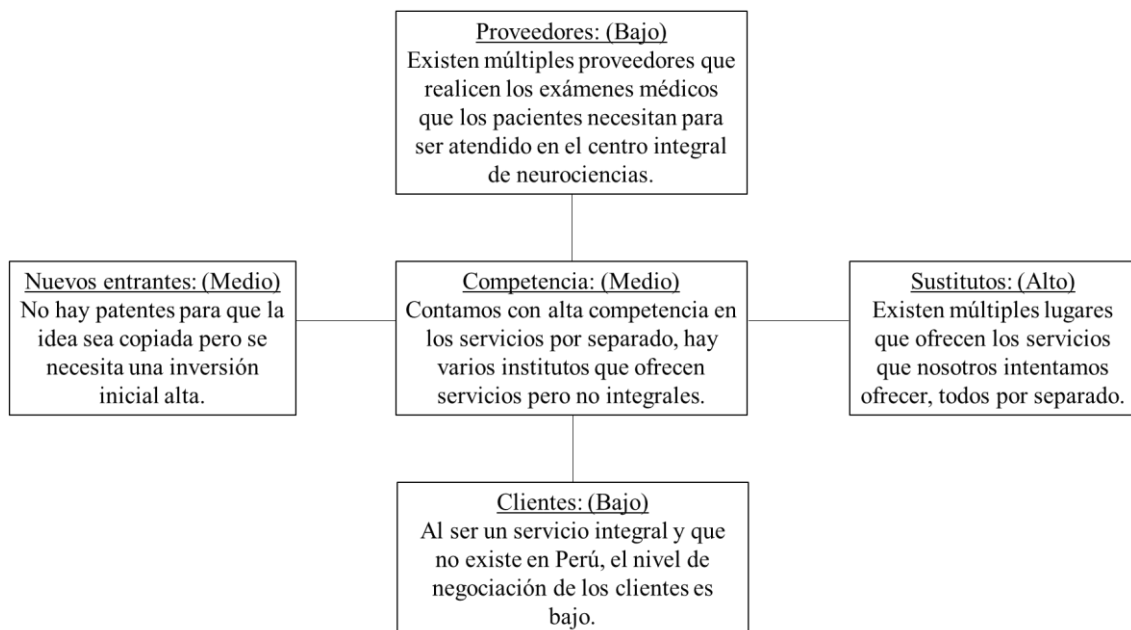 Proveedores: (Bajo)
Existen múltiples proveedores que
realicen los exámenes médicos
que los pacientes necesitan para
ser atendido en el centro integral
de neurociencias.
Nuevos entrantes: (Medio)
No hay patentes para que la
idea sea copiada pero se
necesita una inversión
inicial alta.
Competencia: (Medio)
Contamos con alta competencia en
los servicios por separado, hay
varios institutos que ofrecen
servicios pero no integrales.
Sustitutos: (Alto)
Existen múltiples lugares
que ofrecen los servicios
que nosotros intentamos
ofrecer, todos por separado.
Clientes: (Bajo)
Al ser un servicio integral y que
no existe en Perú, el nivel de
negociación de los clientes es
bajo.